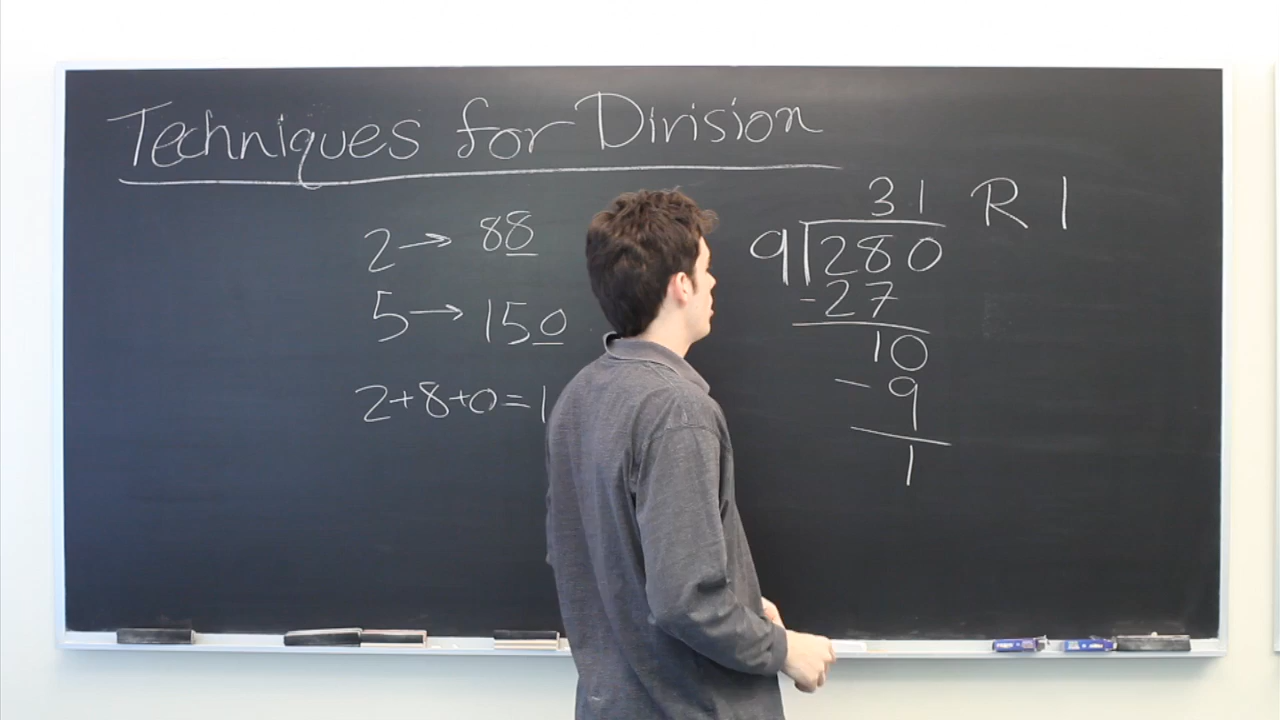 Techniques for Division
2 → 88
5 → 150
2+8+0=1
31 R 1
9)280
-27
10
- 9
1